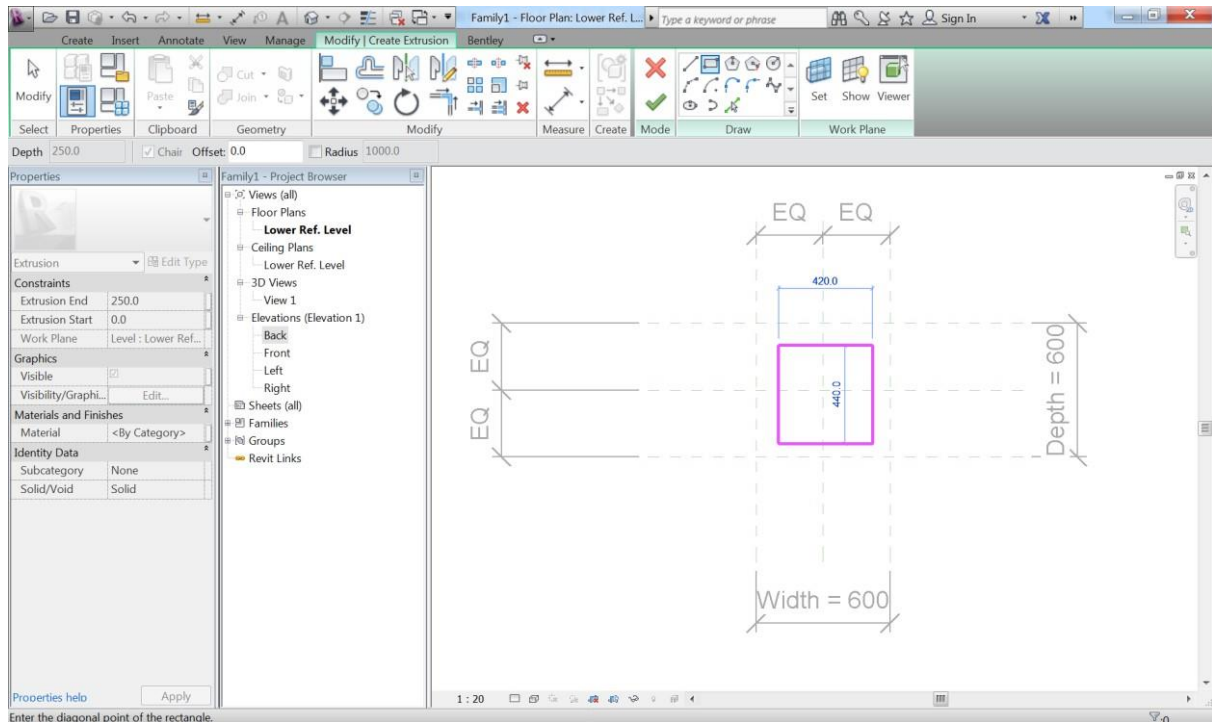 Family1 - Floor Plan: Lower Ref. L...
Type a keyword or phrase
Sign In
Create Insert Annotate View Manage Modify | Create Extrusion Bentley
Modify
Paste
Cut
Join
Set Show Viewer
Select Properties Clipboard Geometry Modify Measure Create Mode Draw Work Plane
Depth 250.0 Chair Offset: 0.0 Radius 1000.0
Properties
Extrusion Edit Type
Constraints
Extrusion End 250.0
Extrusion Start 0.0
Work Plane Level : Lower Ref...
Graphics
Visible
Visibility/Graphi... Edit...
Materials and Finishes
Material <By Category>
Identity Data
Subcategory None
Solid/Void Solid
Properties help Apply
Family1 - Project Browser
Views (all)
Floor Plans
Lower Ref. Level
Ceiling Plans
Lower Ref. Level
3D Views
View 1
Elevations (Elevation 1)
Back
Front
Left
Right
Sheets (all)
Families
Groups
Revit Links
EQ EQ
420.0
EQ
EQ
440.0
Depth = 600
Width = 600
1 : 20
Enter the diagonal point of the rectangle.
:0